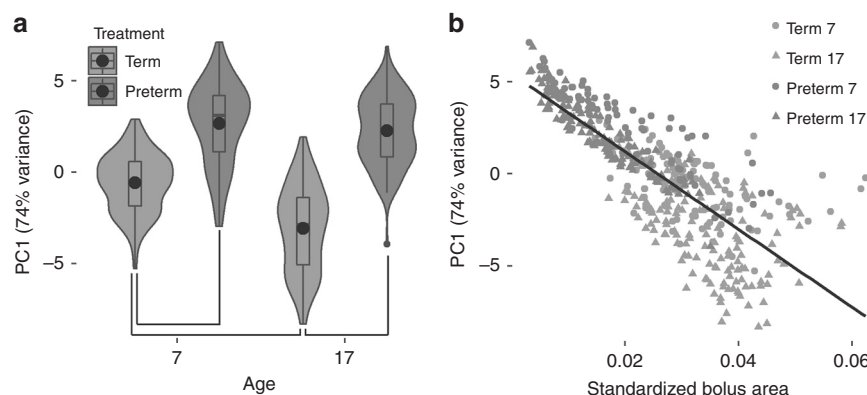 a
Treatment
Term
Preterm
PC1 (74% variance)
5
0
–5
7
17
Age
b
Term 7
Term 17
Preterm 7
Preterm 17
PC1 (74% variance)
5
0
–5
0.02
0.04
0.06
Standardized bolus area